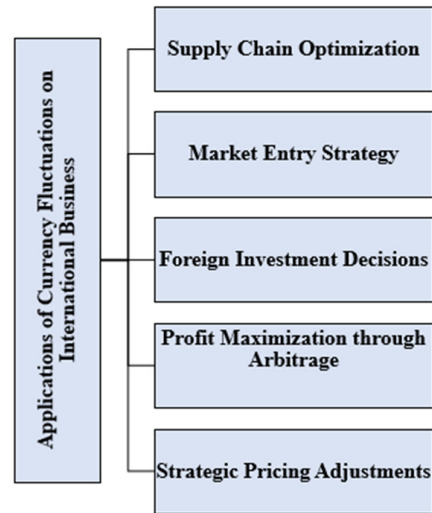 Applications of Currency Fluctuations on
International Business
Supply Chain Optimization
Market Entry Strategy
Foreign Investment Decisions
Profit Maximization through
Arbitrage
Strategic Pricing Adjustments